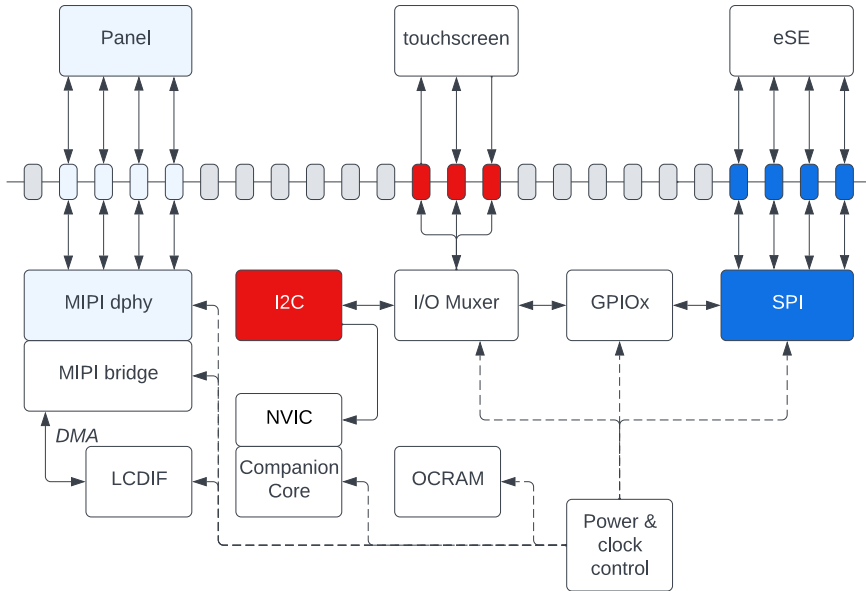 Panel
touchscreen
eSE
MIPI dphy
I2C
I/O Muxer
GPIOx
SPI
MIPI bridge
NVIC
DMA
LCDIF
Companion
Core
OCRAM
Power &
clock
control